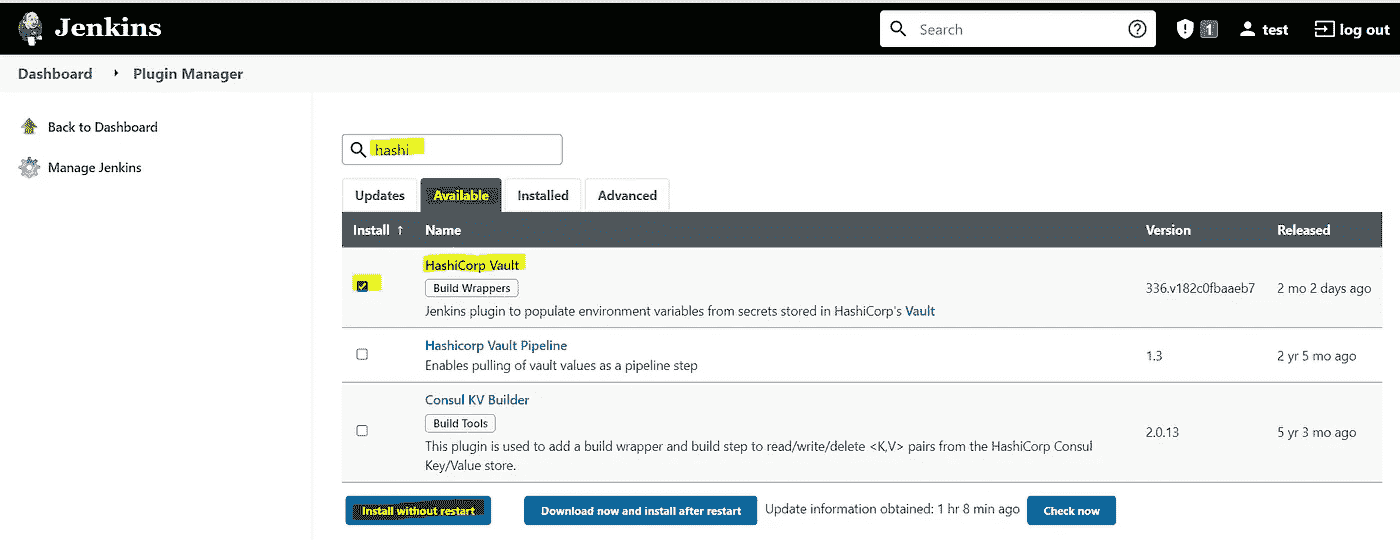 Jenkins
Search
1
test
log out
Dashboard
Plugin Manager
Back to Dashboard
Manage Jenkins
hashi
Updates
Available
Installed
Advanced
Install ↑ Name Version Released
HashiCorp Vault
Build Wrappers
336.v182c0fbaaeb7 2 mo 2 days ago
Jenkins plugin to populate environment variables from secrets stored in HashiCorp's Vault
Hashicorp Vault Pipeline
1.3 2 yr 5 mo ago
Enables pulling of vault values as a pipeline step
Consul KV Builder
Build Tools
2.0.13 5 yr 3 mo ago
This plugin is used to add a build wrapper and build step to read/write/delete <K,V> pairs from the HashiCorp Consul
Key/Value store.
Install without restart
Download now and install after restart
Update information obtained: 1 hr 8 min ago
Check now